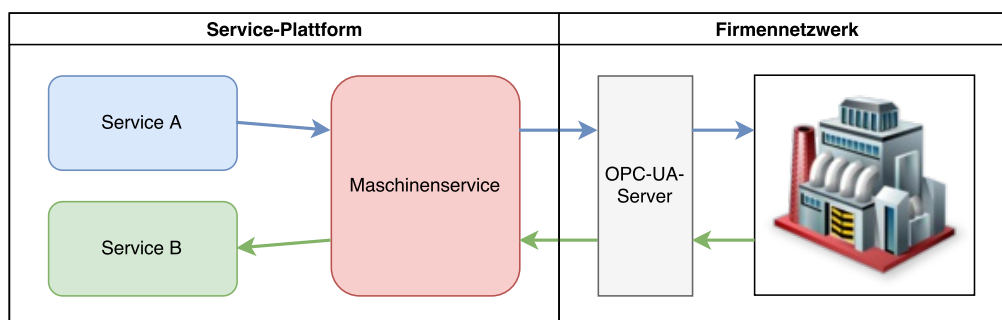 Service-Plattform
Firmennetzwerk
Service A
Maschinenservice
OPC-UA-
Server
Service B